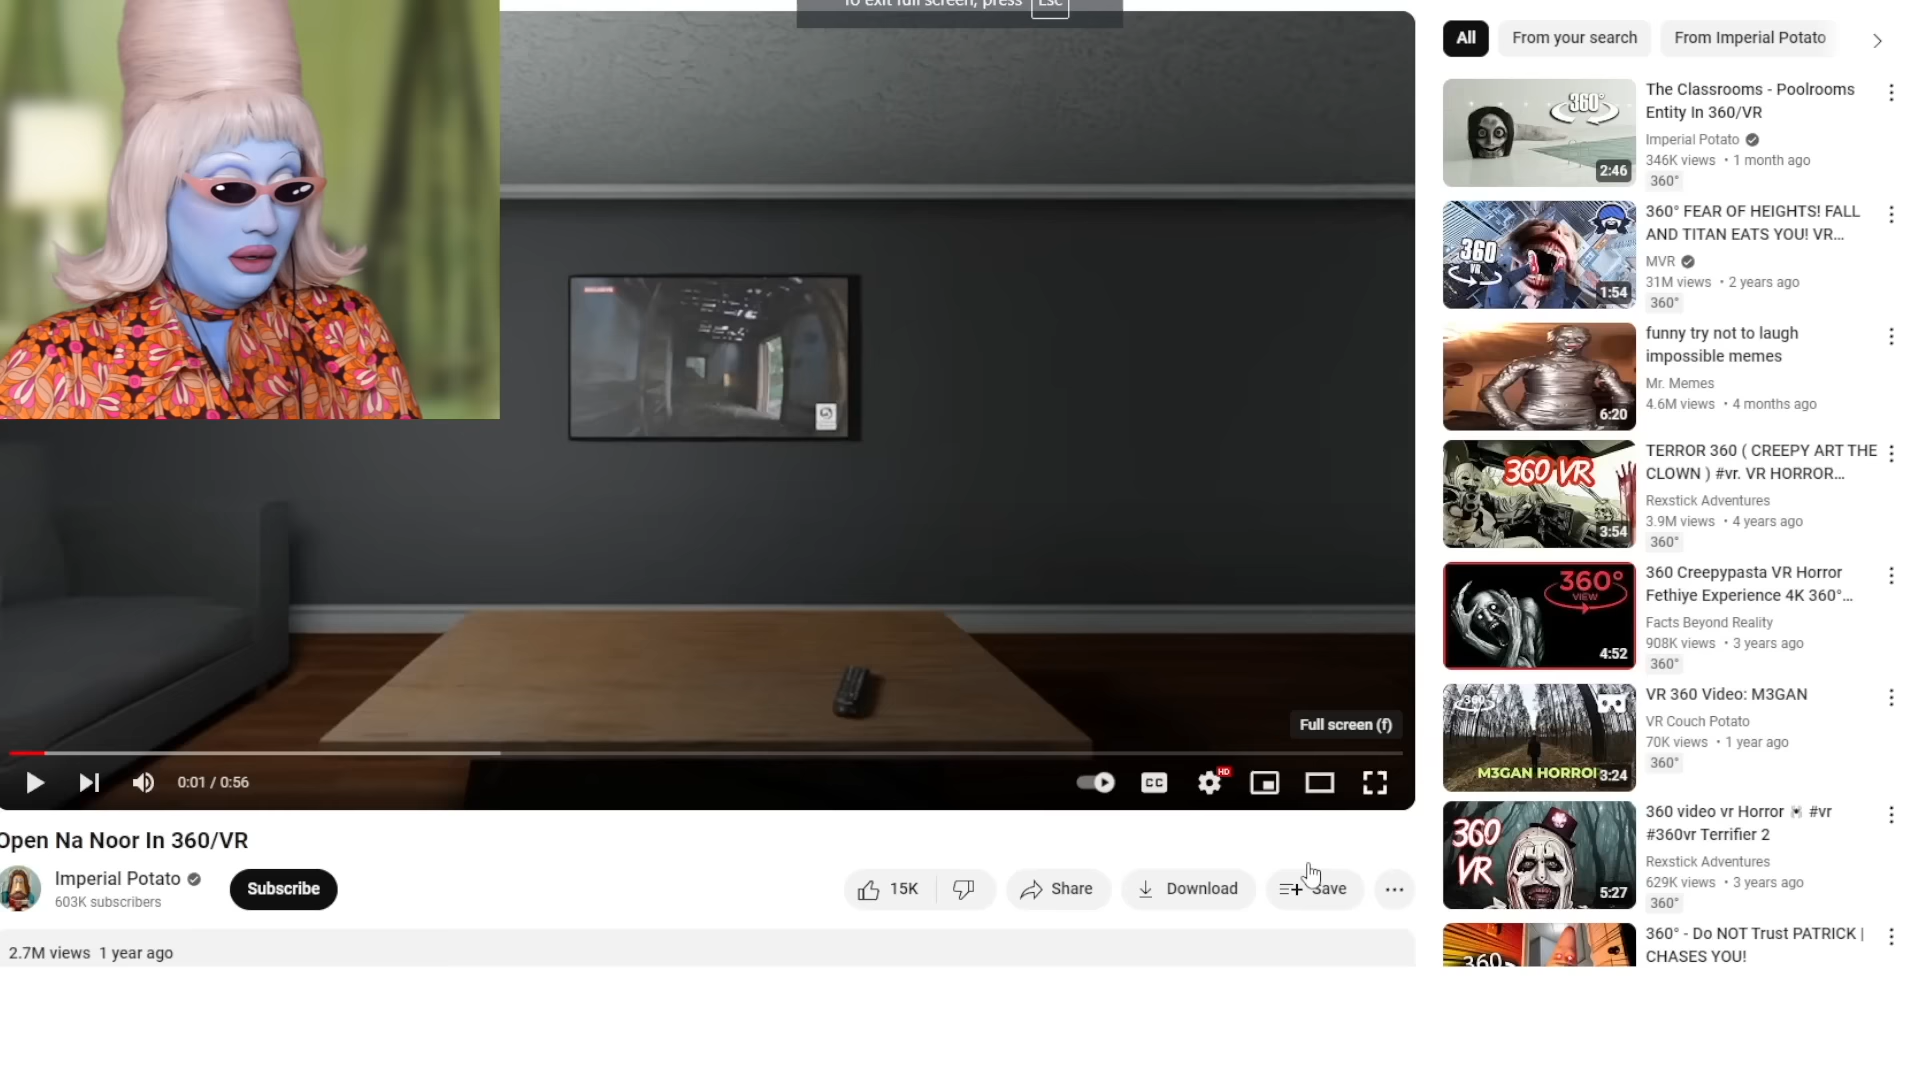 To exit full screen, press Esc
0:01 / 0:56
CC
HD
Full screen (f)
Open Na Noor In 360/VR
Imperial Potato
603K subscribers
Subscribe
15K
Share
Download
Save
2.7M views 1 year ago
All
From your search
From Imperial Potato
360°
2:46
The Classrooms - Poolrooms
Entity In 360/VR
Imperial Potato
346K views • 1 month ago
360°
360
VR
1:54
360° FEAR OF HEIGHTS! FALL
AND TITAN EATS YOU! VR...
MVR
31M views • 2 years ago
360°
6:20
funny try not to laugh
impossible memes
Mr. Memes
4.6M views • 4 months ago
360 VR
3:54
TERROR 360 ( CREEPY ART THE
CLOWN ) #vr. VR HORROR...
Rexstick Adventures
3.9M views • 4 years ago
360°
360°
VIEW
4:52
360 Creepypasta VR Horror
Fethiye Experience 4K 360°...
Facts Beyond Reality
908K views • 3 years ago
360°
360
M3GAN HORROR
3:24
VR 360 Video: M3GAN
VR Couch Potato
70K views • 1 year ago
360°
360
VR
5:27
360 video vr Horror #vr
#360vr Terrifier 2
Rexstick Adventures
629K views • 3 years ago
360°
360
360° - Do NOT Trust PATRICK |
CHASES YOU!